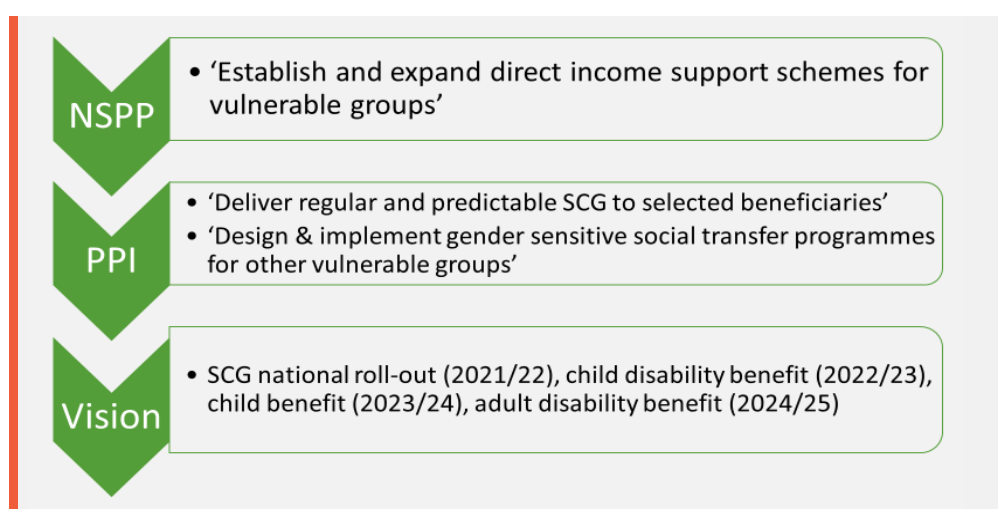 NSPP
• ‘Establish and expand direct income support schemes for
vulnerable groups’
PPI
• ‘Deliver regular and predictable SCG to selected beneficiaries’
• ‘Design & implement gender sensitive social transfer programmes
for other vulnerable groups’
Vision
• SCG national roll-out (2021/22), child disability benefit (2022/23),
child benefit (2023/24), adult disability benefit (2024/25)